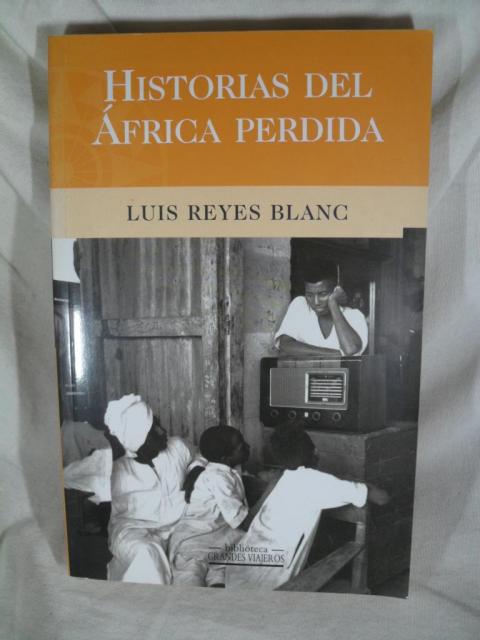 HISTORIAS DEL
ÁFRICA PERDIDA
LUIS REYES BLANC
biblioteca
GRANDES VIAJEROS